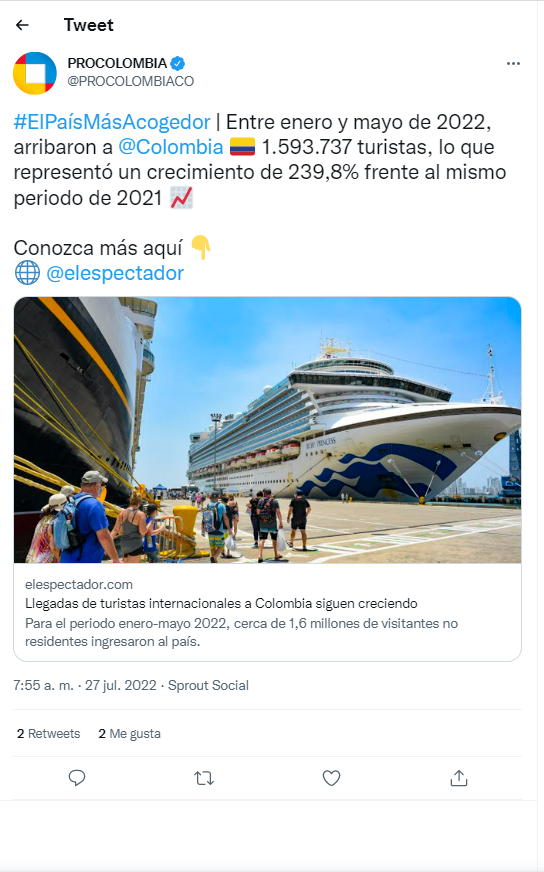 Tweet
PROCOLOMBIA
@PROCOLOMBIACO
#ElPaísMásAcogedor | Entre enero y mayo de 2022,
arribaron a @Colombia 🇨🇴 1.593.737 turistas, lo que
representó un crecimiento de 239,8% frente al mismo
periodo de 2021 📈
Conozca más aquí 👇
🌐 @elespectador
RUBY PRINCESS
elespectador.com
Llegadas de turistas internacionales a Colombia siguen creciendo
Para el periodo enero-mayo 2022, cerca de 1,6 millones de visitantes no
residentes ingresaron al país.
7:55 a. m. · 27 jul. 2022 · Sprout Social
2 Retweets 2 Me gusta